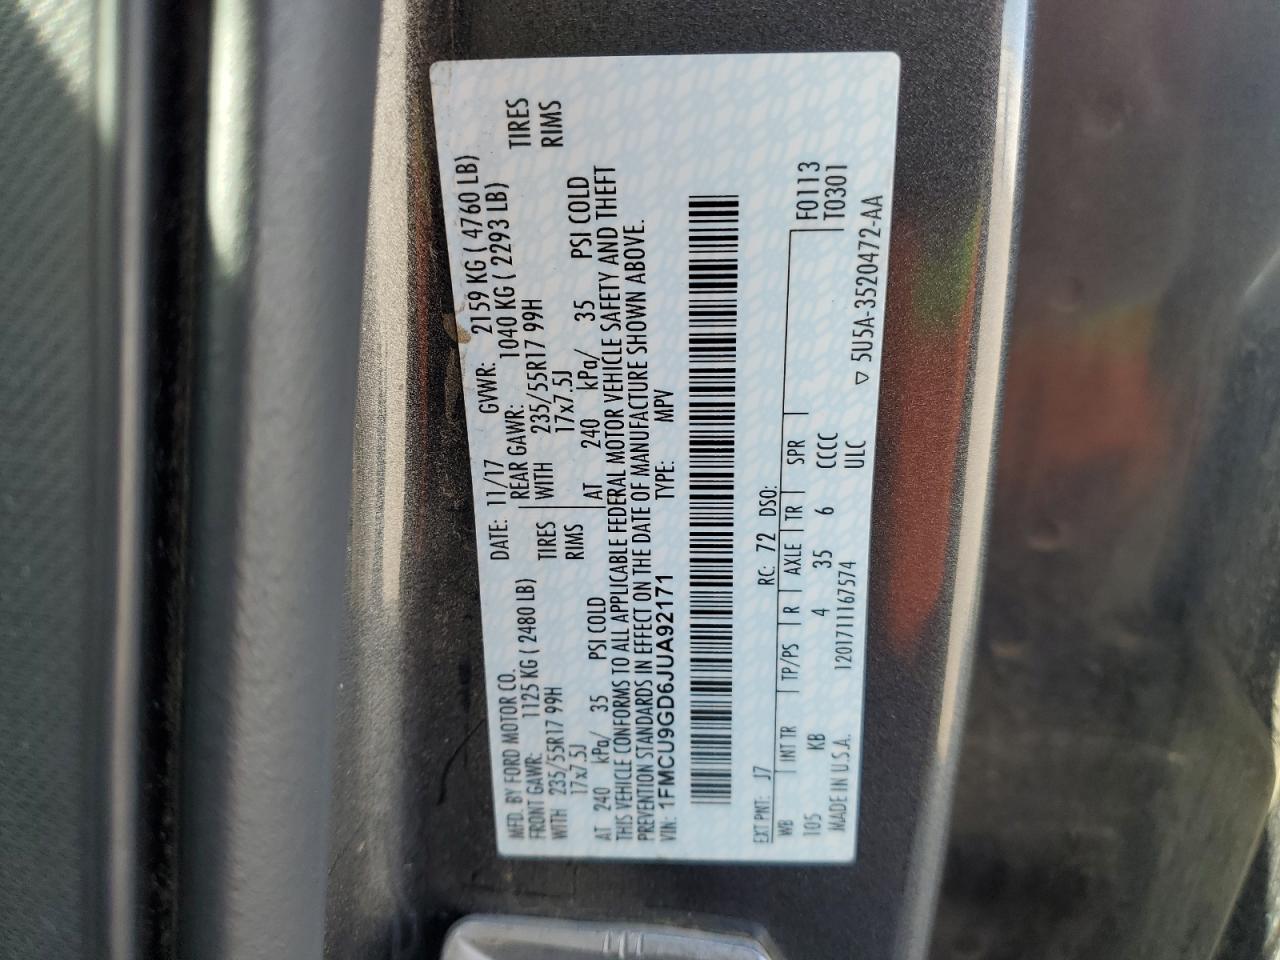 MFD. BY FORD MOTOR CO.
DATE: 11/17 GVWR: 2159 KG ( 4760 LB)
FRONT GAWR: 1125 KG ( 2480 LB)
REAR GAWR: 1040 KG ( 2293 LB)
WITH 235/55R17 99H TIRES
WITH 235/55R17 99H TIRES
17x7.5J RIMS
17x7.5J RIMS
AT 240 kPa/ 35 PSI COLD
AT 240 kPa/ 35 PSI COLD
THIS VEHICLE CONFORMS TO ALL APPLICABLE FEDERAL MOTOR VEHICLE SAFETY AND THEFT
PREVENTION STANDARDS IN EFFECT ON THE DATE OF MANUFACTURE SHOWN ABOVE.
VIN: 1FMCU9GD6JUA92171 TYPE: MPV
EXT PNT: J7 RC: 72 DSO:
WB INT TR TP/PS R AXLE TR SPR
F0113
T0301
105 KB 4 35 6 CCCC
MADE IN U.S.A. 12017111167574 ULC
▽ 5U5A-3520472-AA